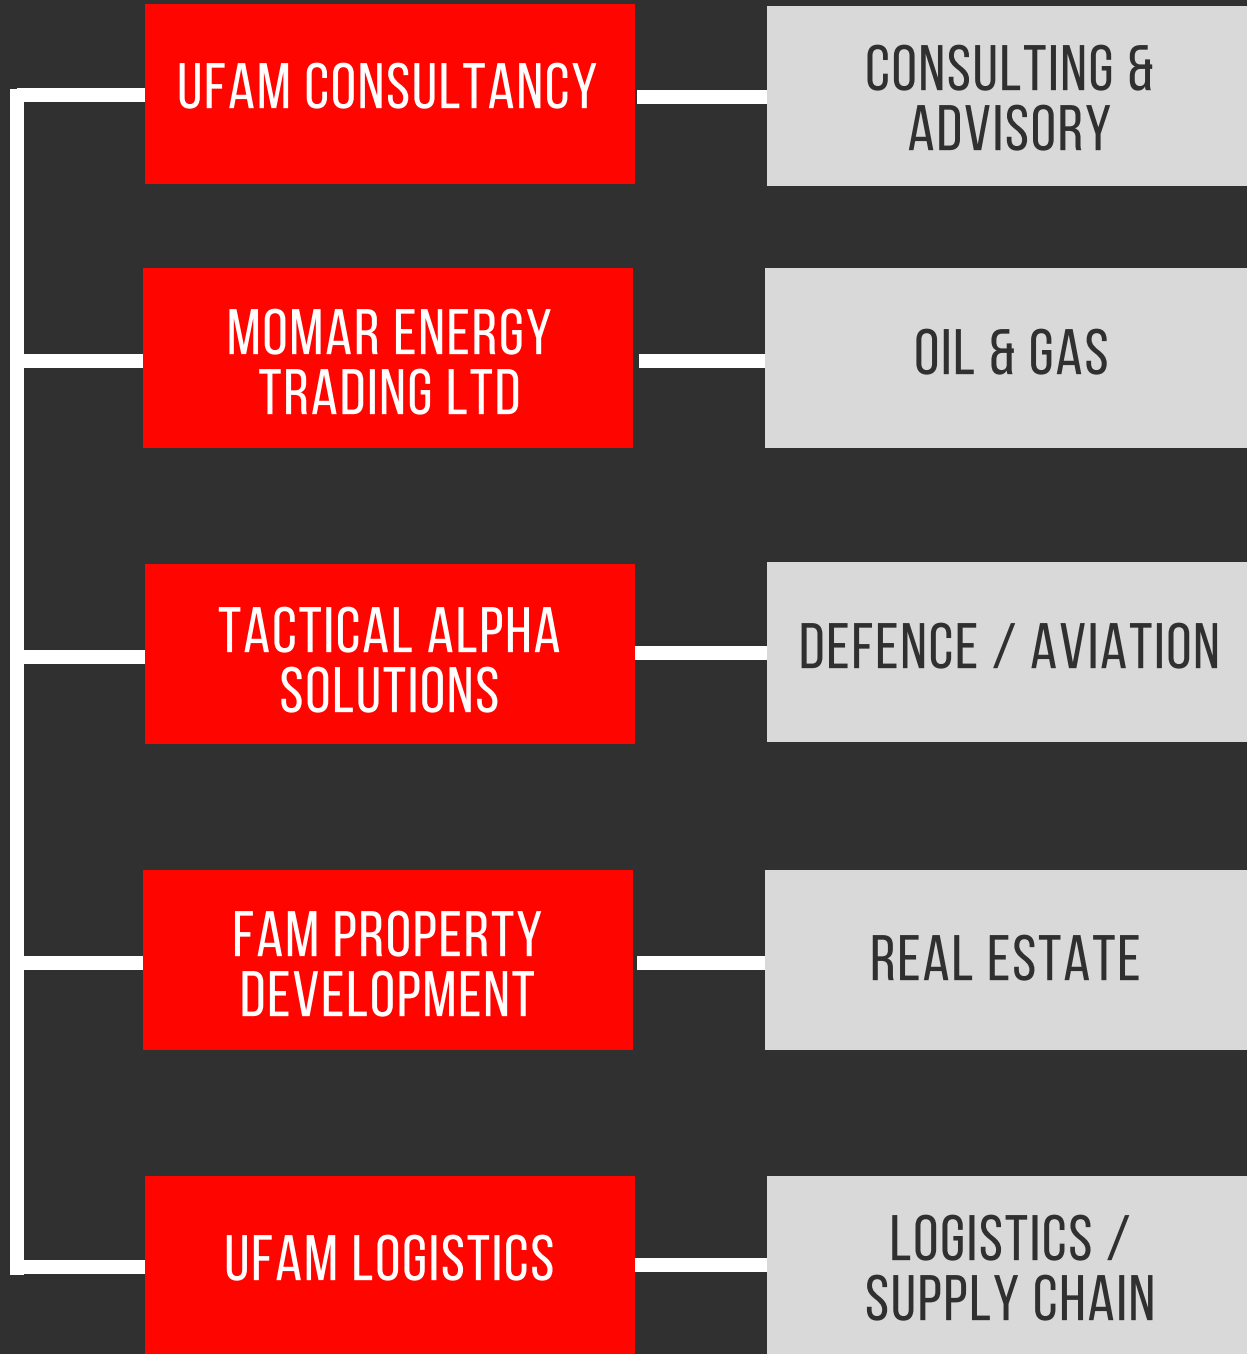 UFAM CONSULTANCY
CONSULTING &
ADVISORY
MOMAR ENERGY
TRADING LTD
OIL & GAS
TACTICAL ALPHA
SOLUTIONS
DEFENCE / AVIATION
FAM PROPERTY
DEVELOPMENT
REAL ESTATE
UFAM LOGISTICS
LOGISTICS /
SUPPLY CHAIN